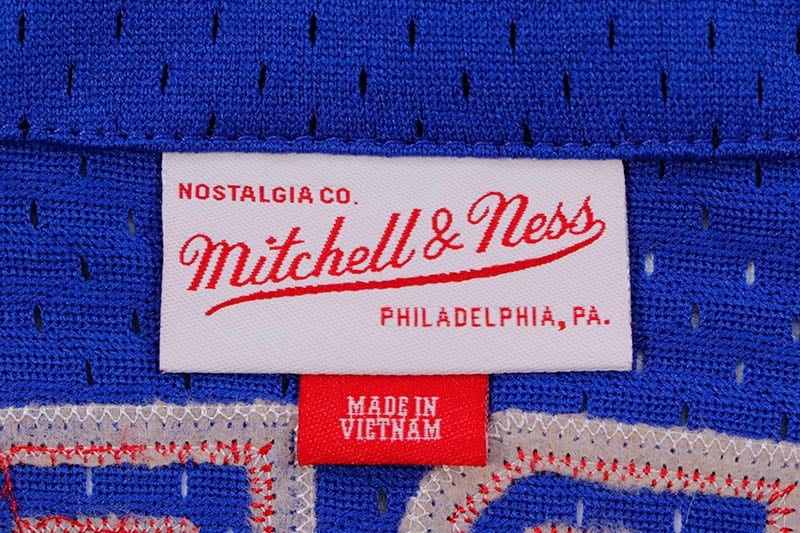 NOSTALGIA CO.
Mitchell & Ness
PHILADELPHIA, PA.
MADE IN
VIETNAM